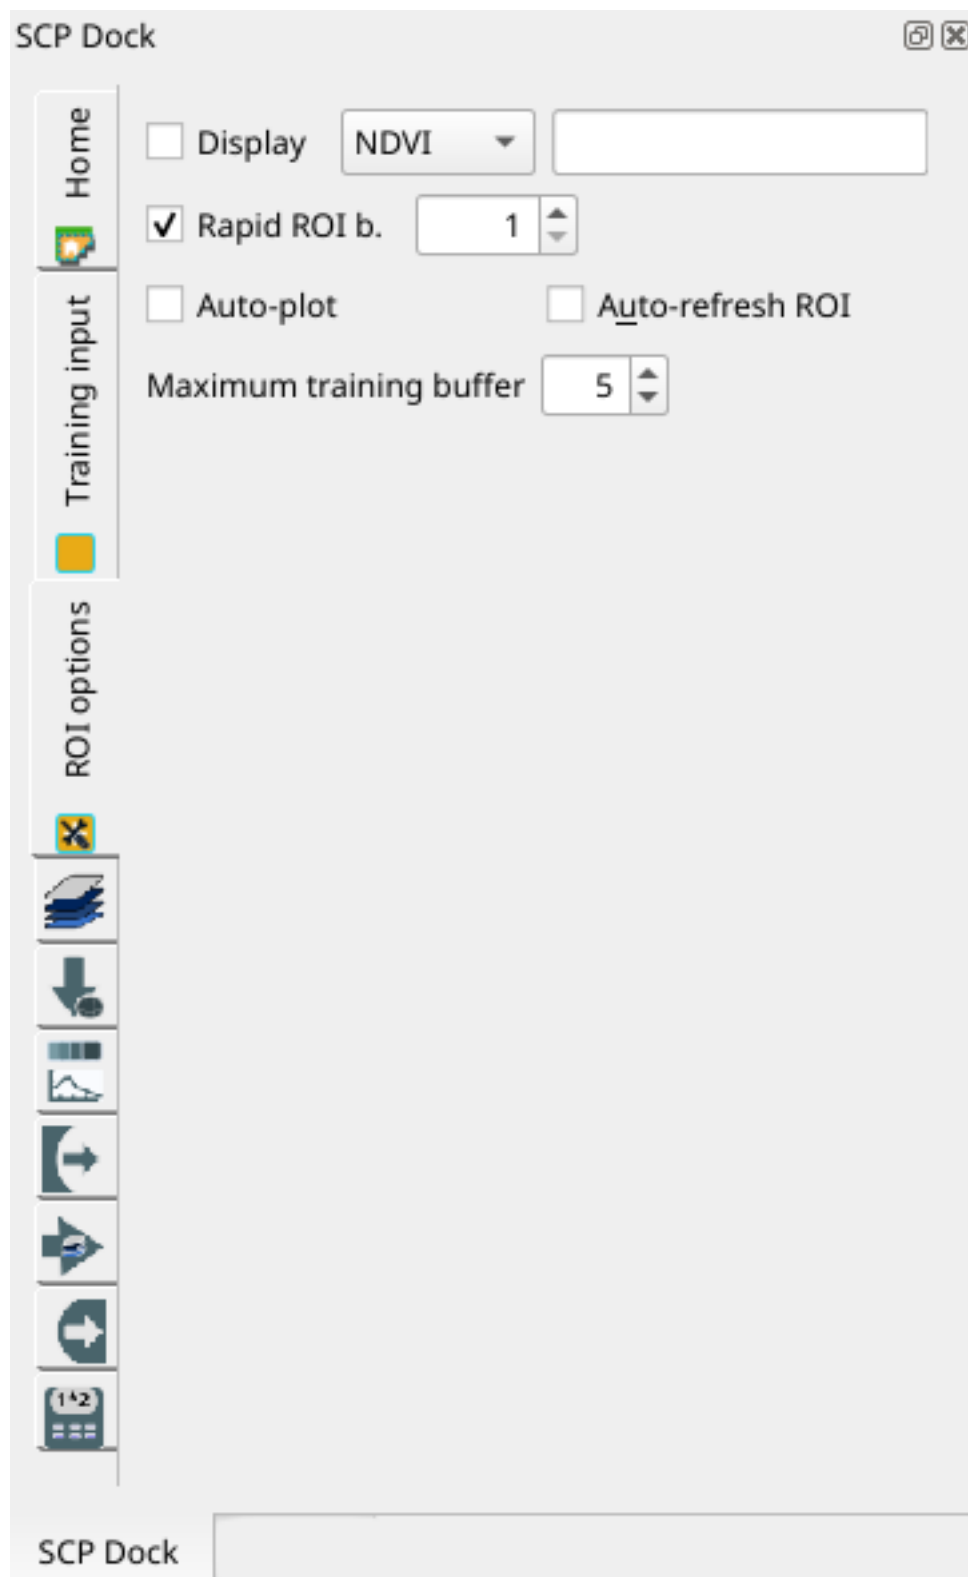 SCP Dock
Home
Training input
ROI options
Display NDVI
Rapid ROI b. 1
Auto-plot Auto-refresh ROI
Maximum training buffer 5
1^2
SCP Dock